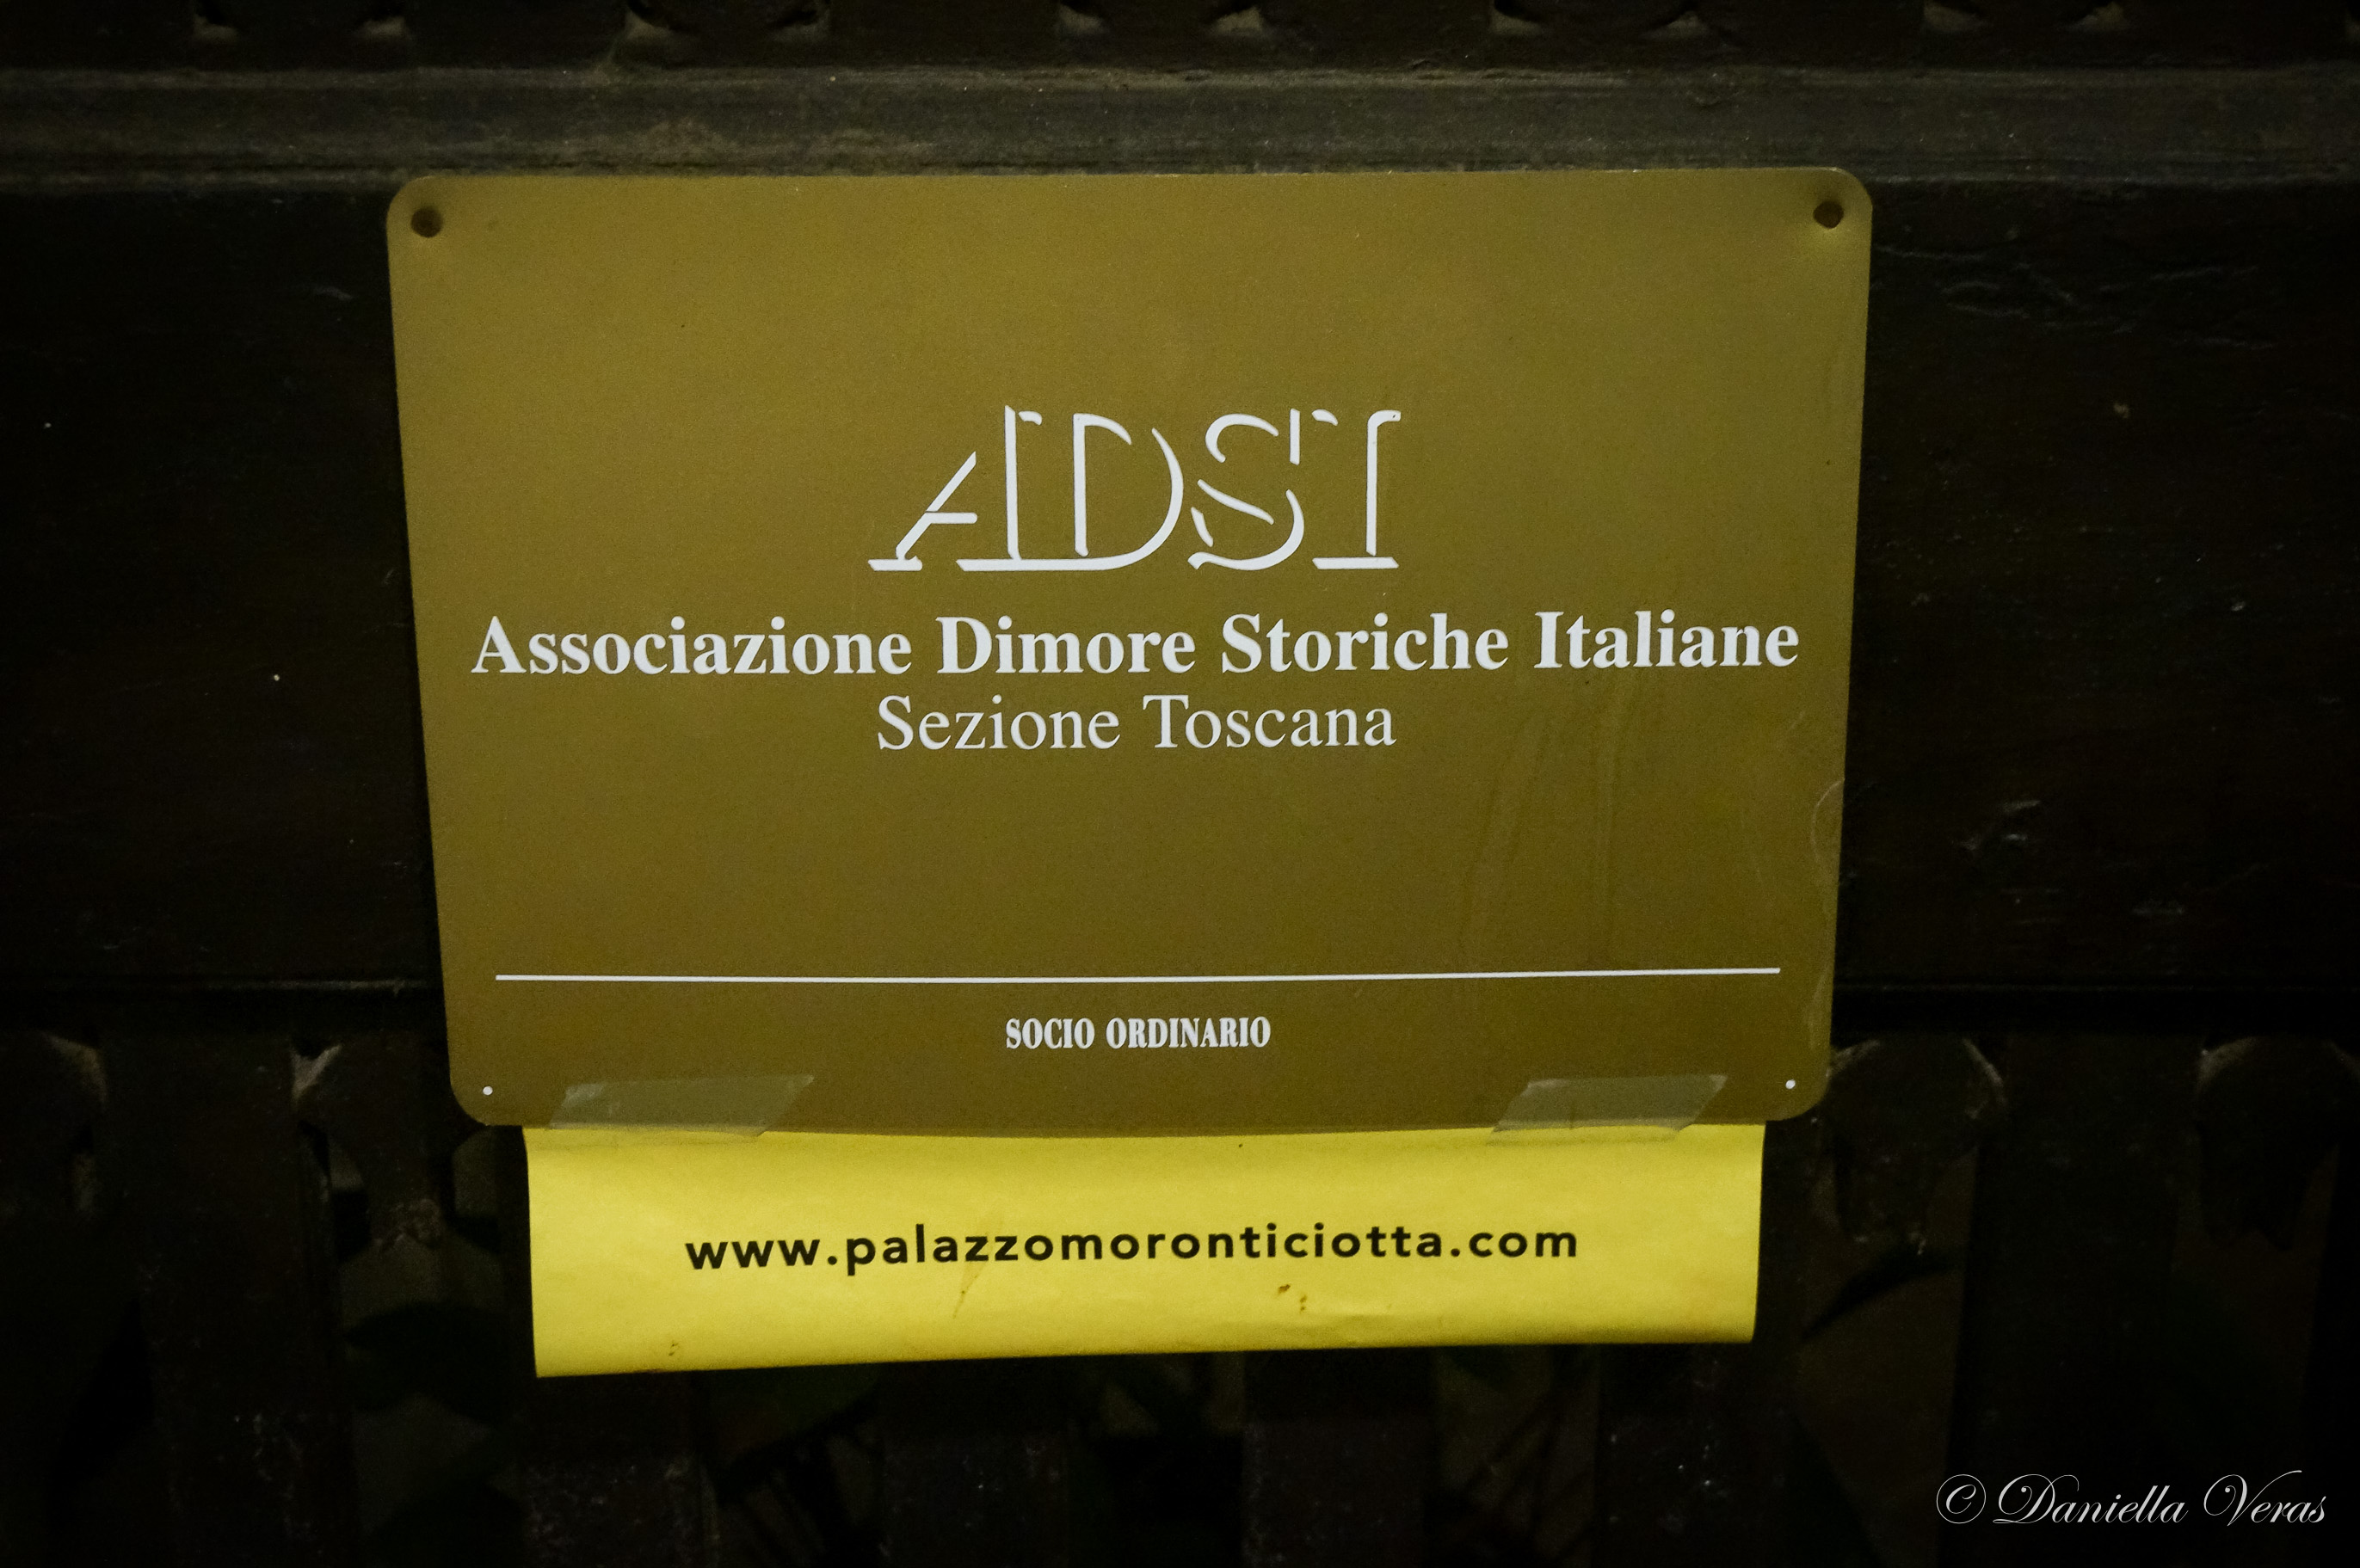 ADSI
Associazione Dimore Storiche Italiane
Sezione Toscana
SOCIO ORDINARIO
www.palazzomoronticiotta.com
© Daniella Veras